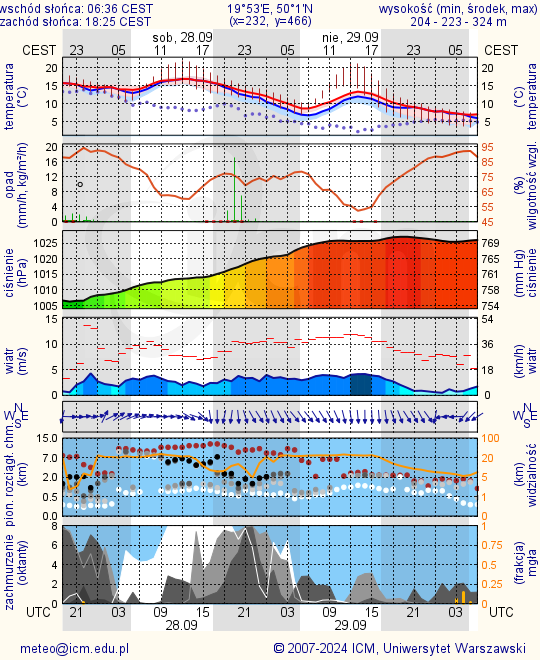 wschód słońca: 06:36 CEST 19°53'E, 50°1'N wysokość (min, środek, max)
zachód słońca: 18:25 CEST (x=232, y=466) 204 - 223 - 324 m
sob, 28.09 nie, 29.09
CEST 23 05 11 17 23 05 11 17 23 05 CEST
temperatura (°C)
20 15 10 5
20 15 10 5
temperatura (°C)
opad (mm/h, kg/m²/h)
20 16 12 8 4 0
95 85 75 65 55 45
(%) wilgotność wzgl.
ciśnienie (hPa)
1025 1020 1015 1010 1005
769 765 761 758 754
(mm Hg) ciśnienie
wiatr (m/s)
15 10 5 0
54 36 18 0
(km/h) wiatr
W N E S
W N E S
pion. rozciągł. chm. (km)
15.0 7.0 2.0 0.5 0.0
100 20 5 1 0
(km) widzialność
zachmurzenie (oktanty)
8 6 4 2 0
1 0.75 0.5 0.25 0
(frakcja) mgła
UTC 21 03 09 15 21 03 09 15 21 03 UTC
28.09 29.09
meteo@icm.edu.pl © 2007-2024 ICM, Uniwersytet Warszawski